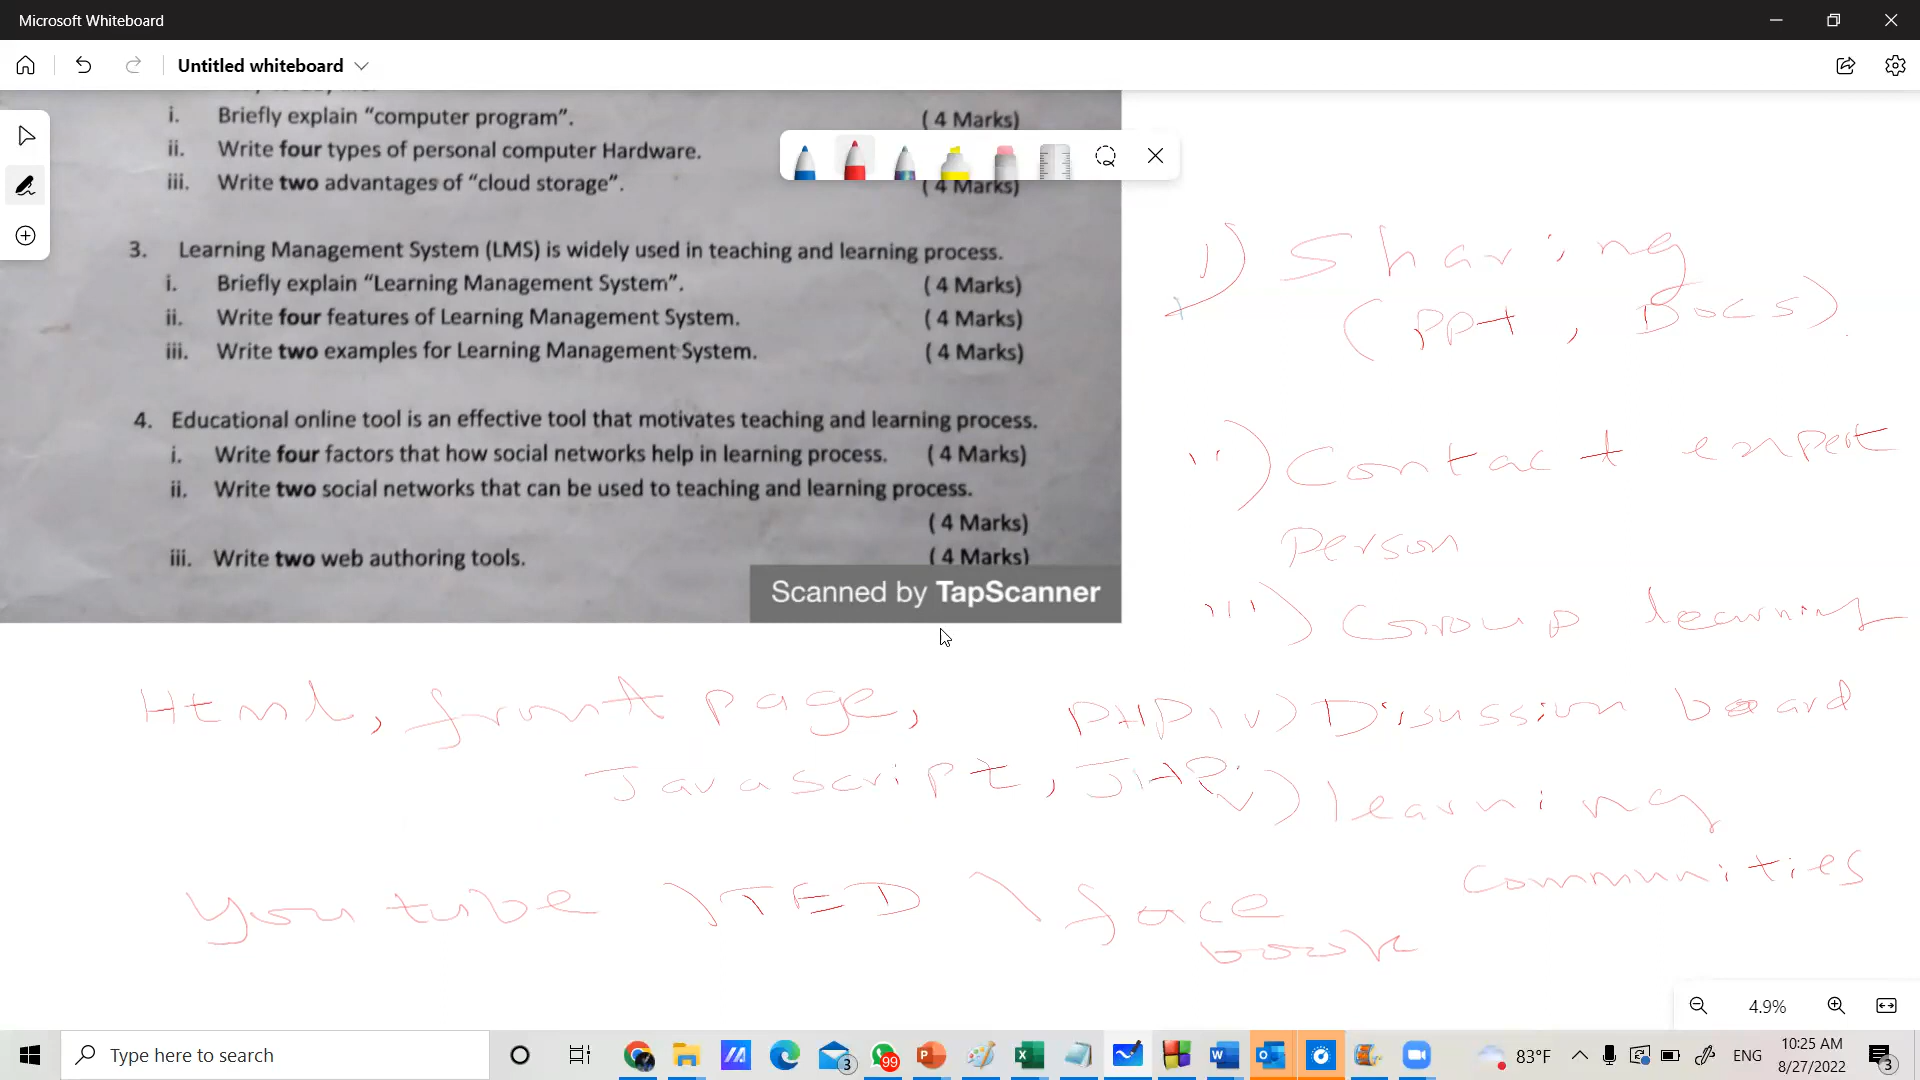 Microsoft Whiteboard
Untitled whiteboard
i. Briefly explain “computer program”. ( 4 Marks)
ii. Write four types of personal computer Hardware.
iii. Write two advantages of “cloud storage”. ( 4 Marks)
3. Learning Management System (LMS) is widely used in teaching and learning process.
i. Briefly explain “Learning Management System”. ( 4 Marks)
ii. Write four features of Learning Management System. ( 4 Marks)
iii. Write two examples for Learning Management System. ( 4 Marks)
4. Educational online tool is an effective tool that motivates teaching and learning process.
i. Write four factors that how social networks help in learning process. ( 4 Marks)
ii. Write two social networks that can be used to teaching and learning process.
( 4 Marks)
iii. Write two web authoring tools. ( 4 Marks)
Scanned by TapScanner
i) Sharing
(PPt, Docs).
ii) Contact expert
person
iii) Group learning
iv) Disussion board
v) learning
communities
Html, front page, PHP
Javascript,
you tube ) TED \ face
book
4.9%
Type here to search
3
99
83°F
ENG
10:25 AM
8/27/2022
3